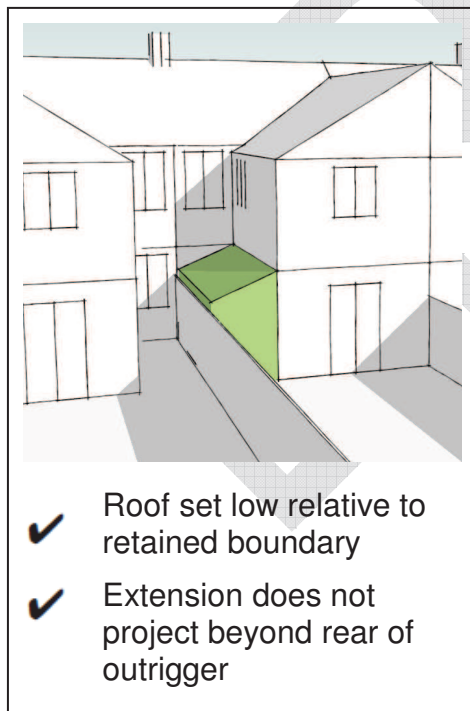 Roof set low relative to
retained boundary
Extension does not
project beyond rear of
outrigger